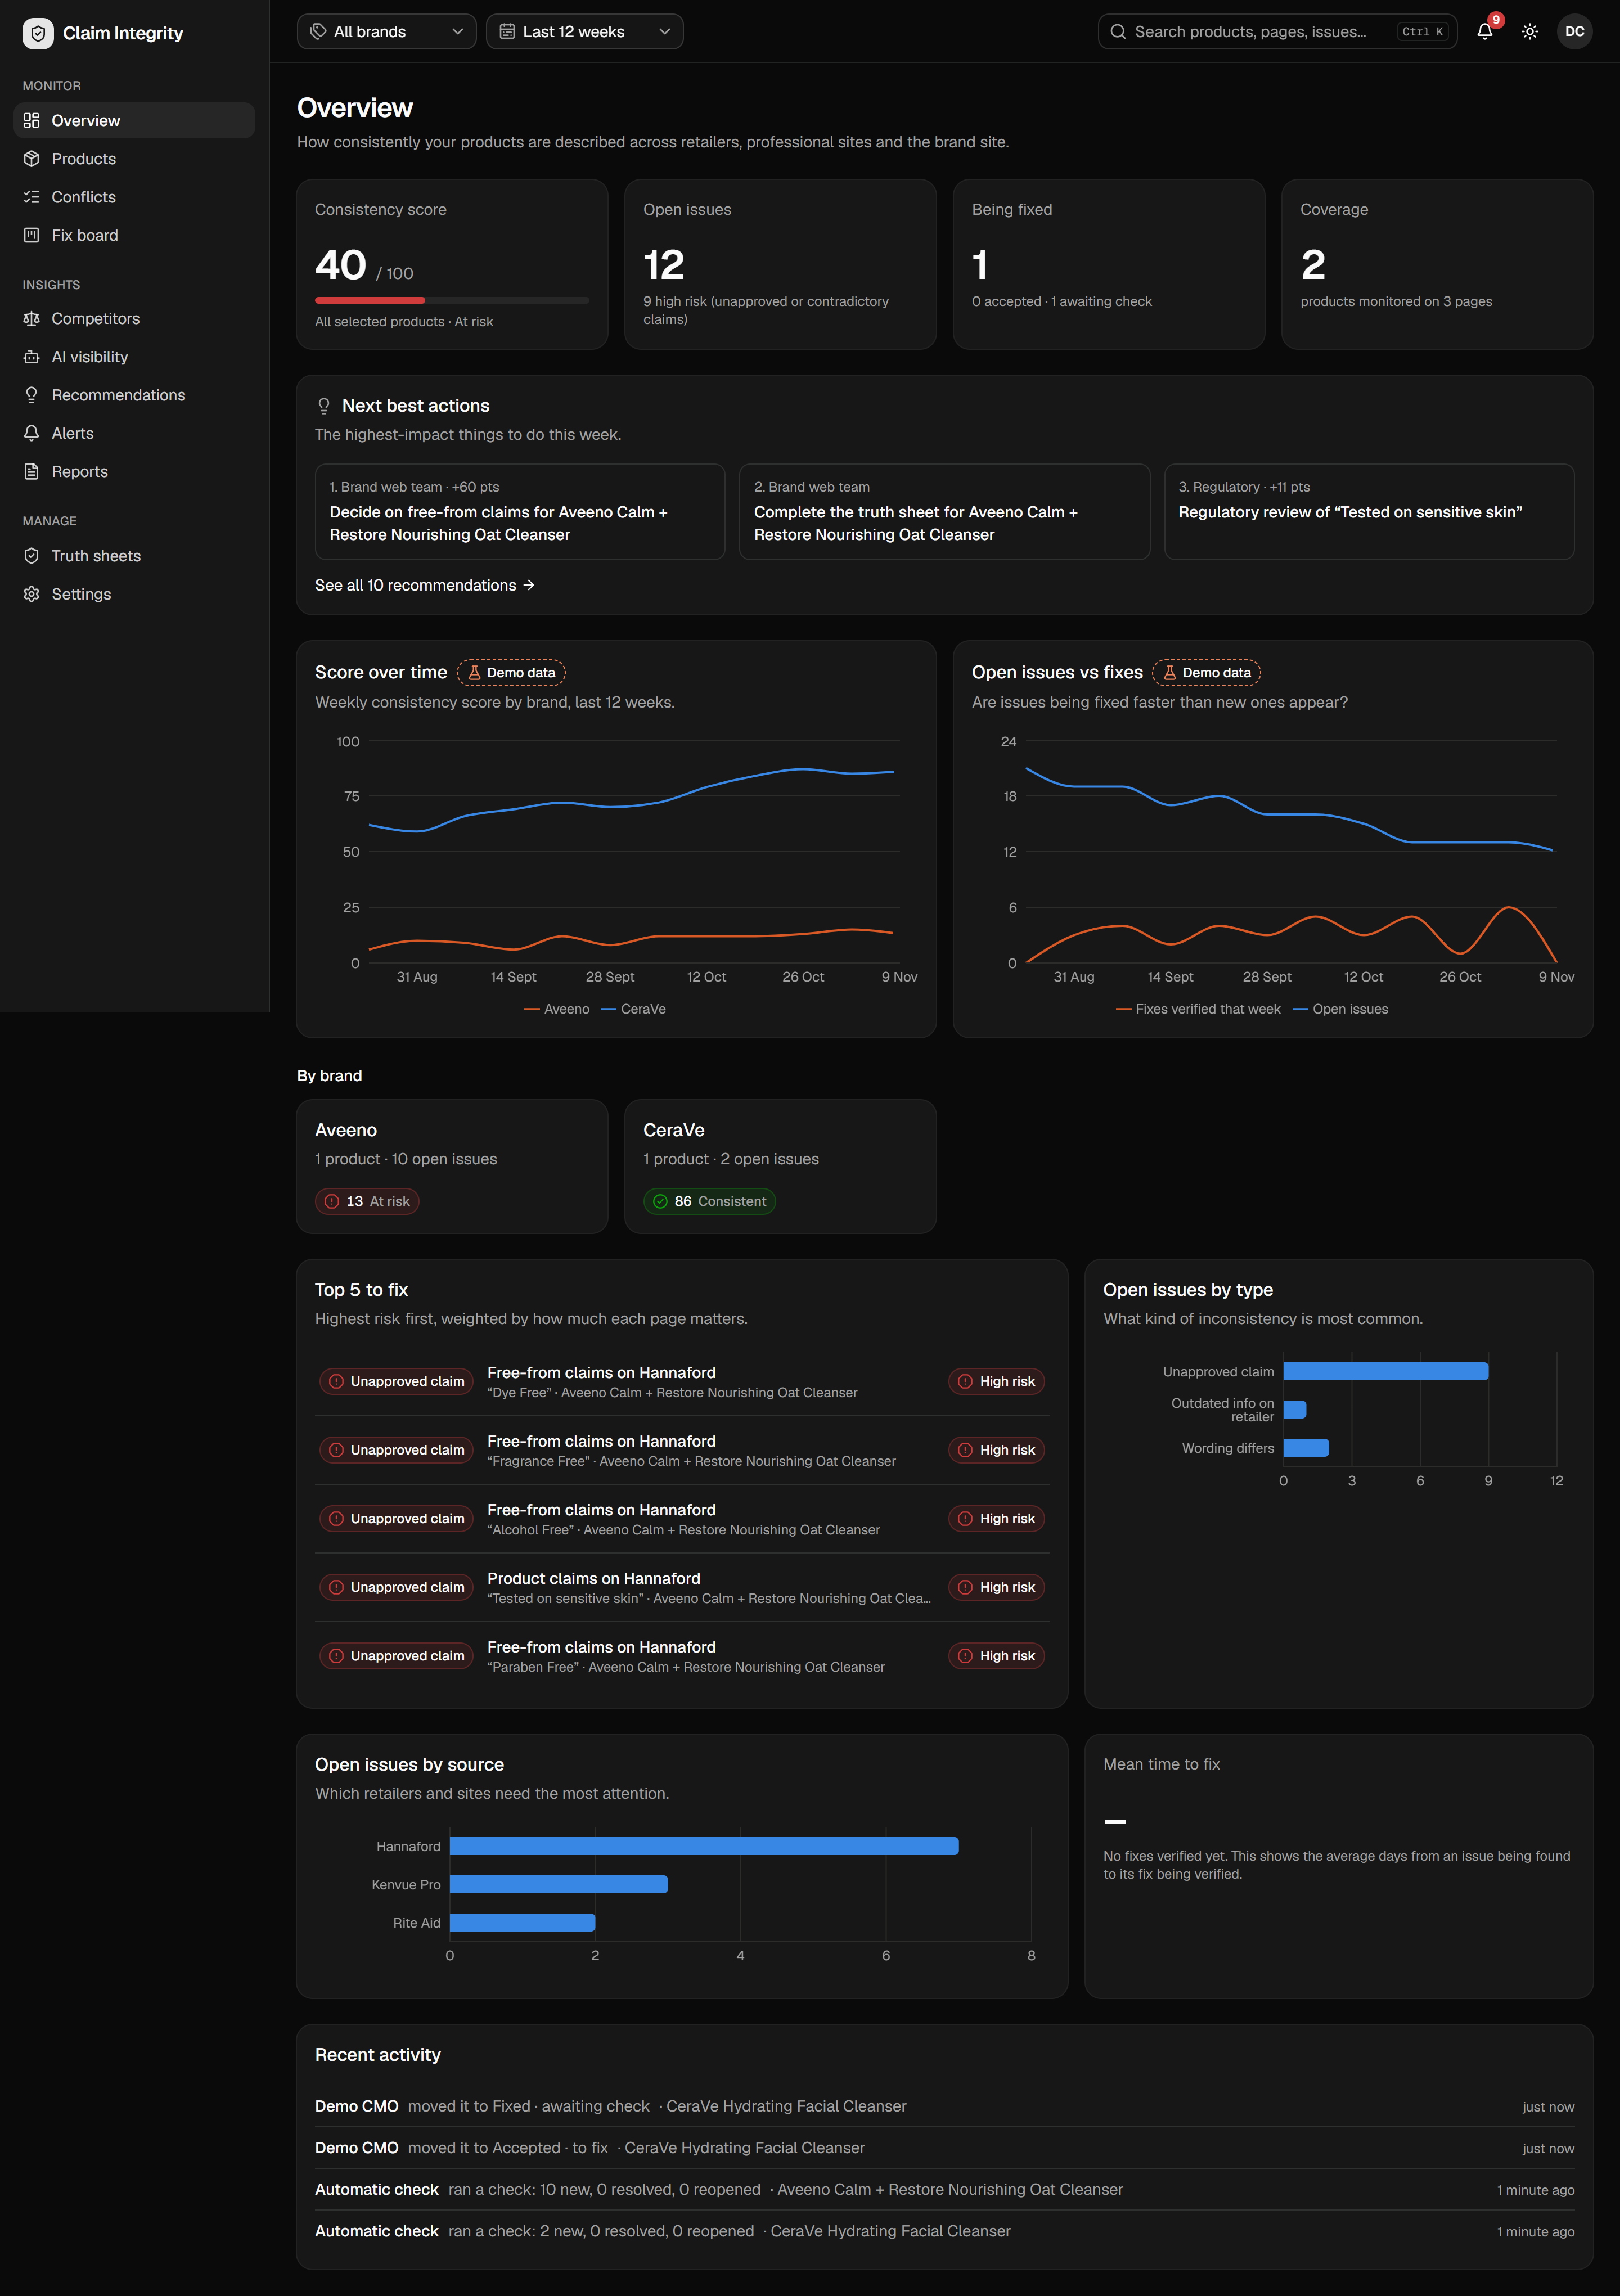 Claim Integrity
MONITOR
Overview
Products
Conflicts
Fix board
INSIGHTS
Competitors
AI visibility
Recommendations
Alerts
Reports
MANAGE
Truth sheets
Settings
All brands
Last 12 weeks
Search products, pages, issues...
Ctrl K
9
DC
Overview
How consistently your products are described across retailers, professional sites and the brand site.
Consistency score
40 / 100
All selected products · At risk
Open issues
12
9 high risk (unapproved or contradictory
claims)
Being fixed
1
0 accepted · 1 awaiting check
Coverage
2
products monitored on 3 pages
Next best actions
The highest-impact things to do this week.
1. Brand web team · +60 pts
Decide on free-from claims for Aveeno Calm +
Restore Nourishing Oat Cleanser
2. Brand web team
Complete the truth sheet for Aveeno Calm +
Restore Nourishing Oat Cleanser
3. Regulatory · +11 pts
Regulatory review of “Tested on sensitive skin”
See all 10 recommendations →
Score over time
Demo data
Weekly consistency score by brand, last 12 weeks.
100
75
50
25
0
31 Aug 14 Sept 28 Sept 12 Oct 26 Oct 9 Nov
Aveeno CeraVe
Open issues vs fixes
Demo data
Are issues being fixed faster than new ones appear?
24
18
12
6
0
31 Aug 14 Sept 28 Sept 12 Oct 26 Oct 9 Nov
Fixes verified that week Open issues
By brand
Aveeno
1 product · 10 open issues
13 At risk
CeraVe
1 product · 2 open issues
86 Consistent
Top 5 to fix
Highest risk first, weighted by how much each page matters.
Unapproved claim
Free-from claims on Hannaford
“Dye Free” · Aveeno Calm + Restore Nourishing Oat Cleanser
High risk
Unapproved claim
Free-from claims on Hannaford
“Fragrance Free” · Aveeno Calm + Restore Nourishing Oat Cleanser
High risk
Unapproved claim
Free-from claims on Hannaford
“Alcohol Free” · Aveeno Calm + Restore Nourishing Oat Cleanser
High risk
Unapproved claim
Product claims on Hannaford
“Tested on sensitive skin” · Aveeno Calm + Restore Nourishing Oat Clea...
High risk
Unapproved claim
Free-from claims on Hannaford
“Paraben Free” · Aveeno Calm + Restore Nourishing Oat Cleanser
High risk
Open issues by type
What kind of inconsistency is most common.
Unapproved claim
Outdated info on
retailer
Wording differs
0 3 6 9 12
Open issues by source
Which retailers and sites need the most attention.
Hannaford
Kenvue Pro
Rite Aid
0 2 4 6 8
Mean time to fix
–
No fixes verified yet. This shows the average days from an issue being found
to its fix being verified.
Recent activity
Demo CMO moved it to Fixed · awaiting check · CeraVe Hydrating Facial Cleanser just now
Demo CMO moved it to Accepted · to fix · CeraVe Hydrating Facial Cleanser just now
Automatic check ran a check: 10 new, 0 resolved, 0 reopened · Aveeno Calm + Restore Nourishing Oat Cleanser 1 minute ago
Automatic check ran a check: 2 new, 0 resolved, 0 reopened · CeraVe Hydrating Facial Cleanser 1 minute ago